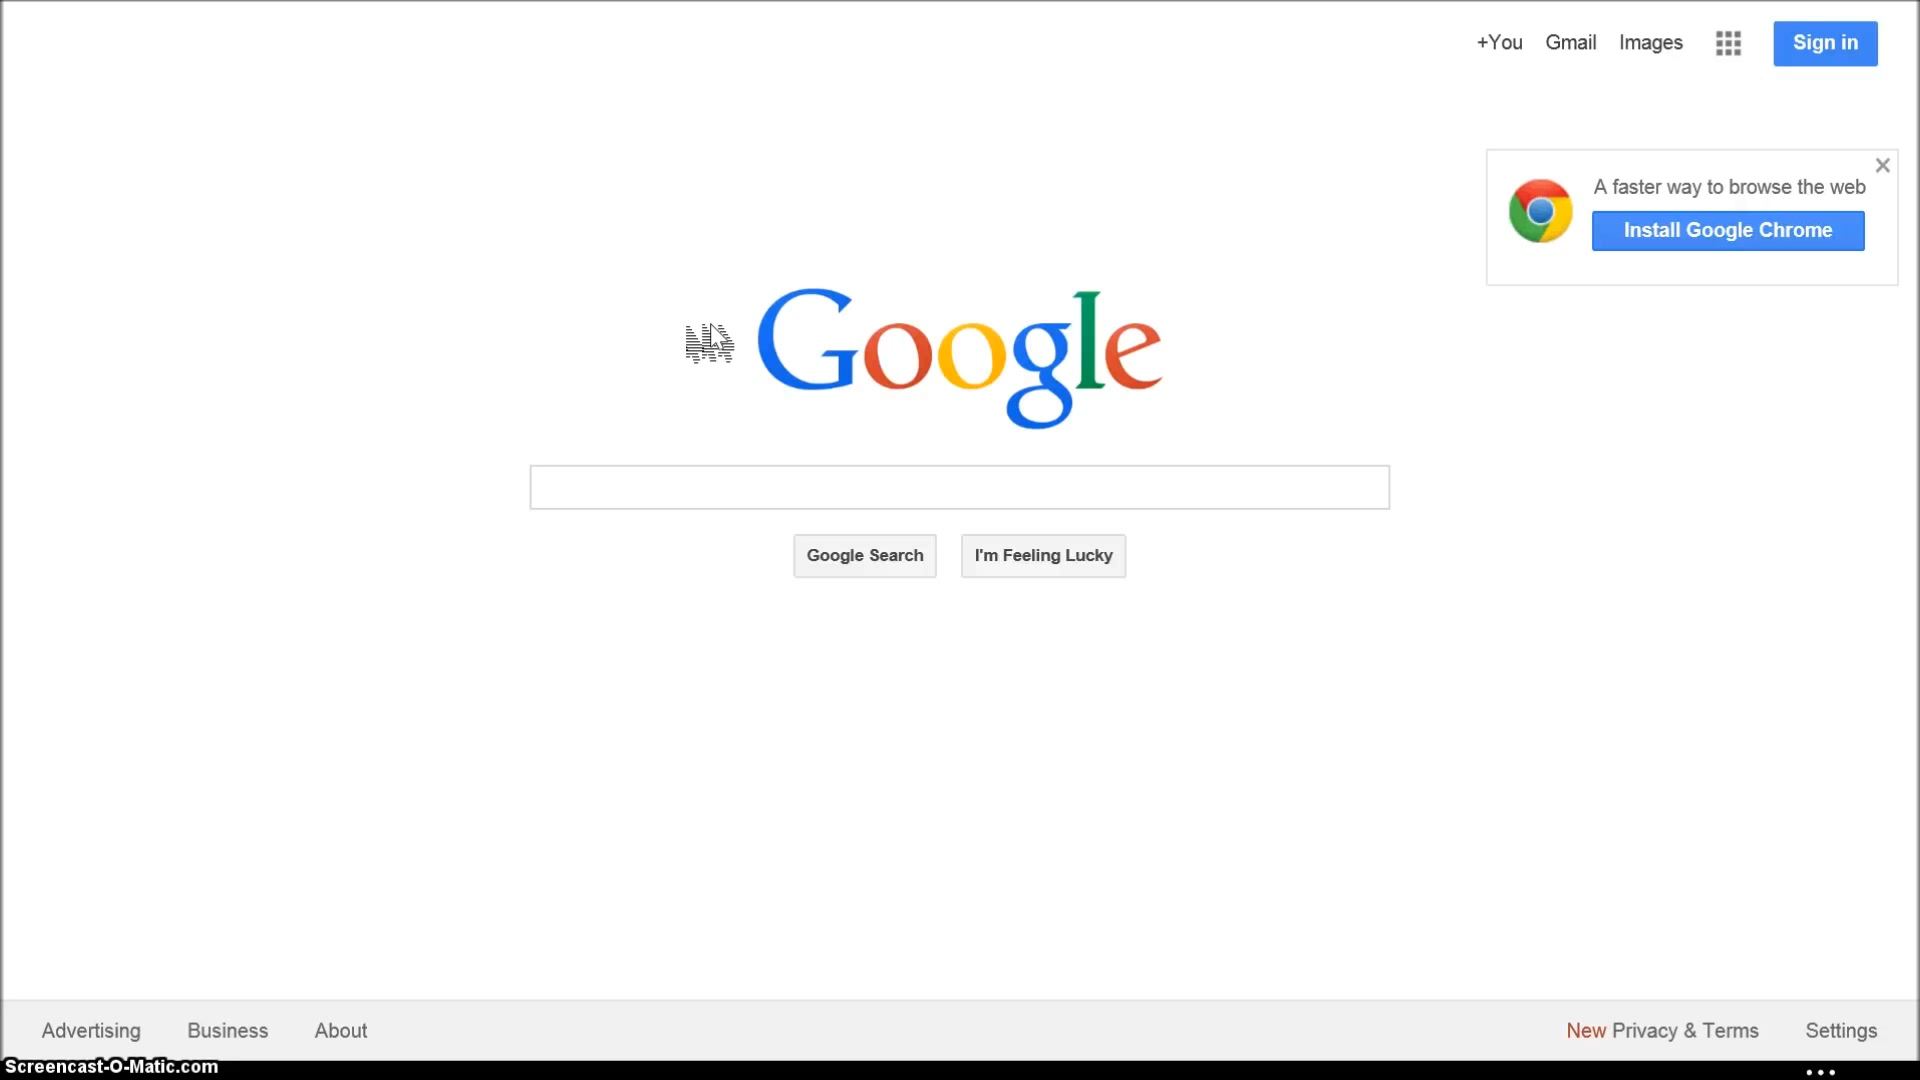 +You Gmail Images Sign in
A faster way to browse the web
Install Google Chrome
Google
Google Search I'm Feeling Lucky
Advertising Business About New Privacy & Terms Settings
Screencast-O-Matic.com